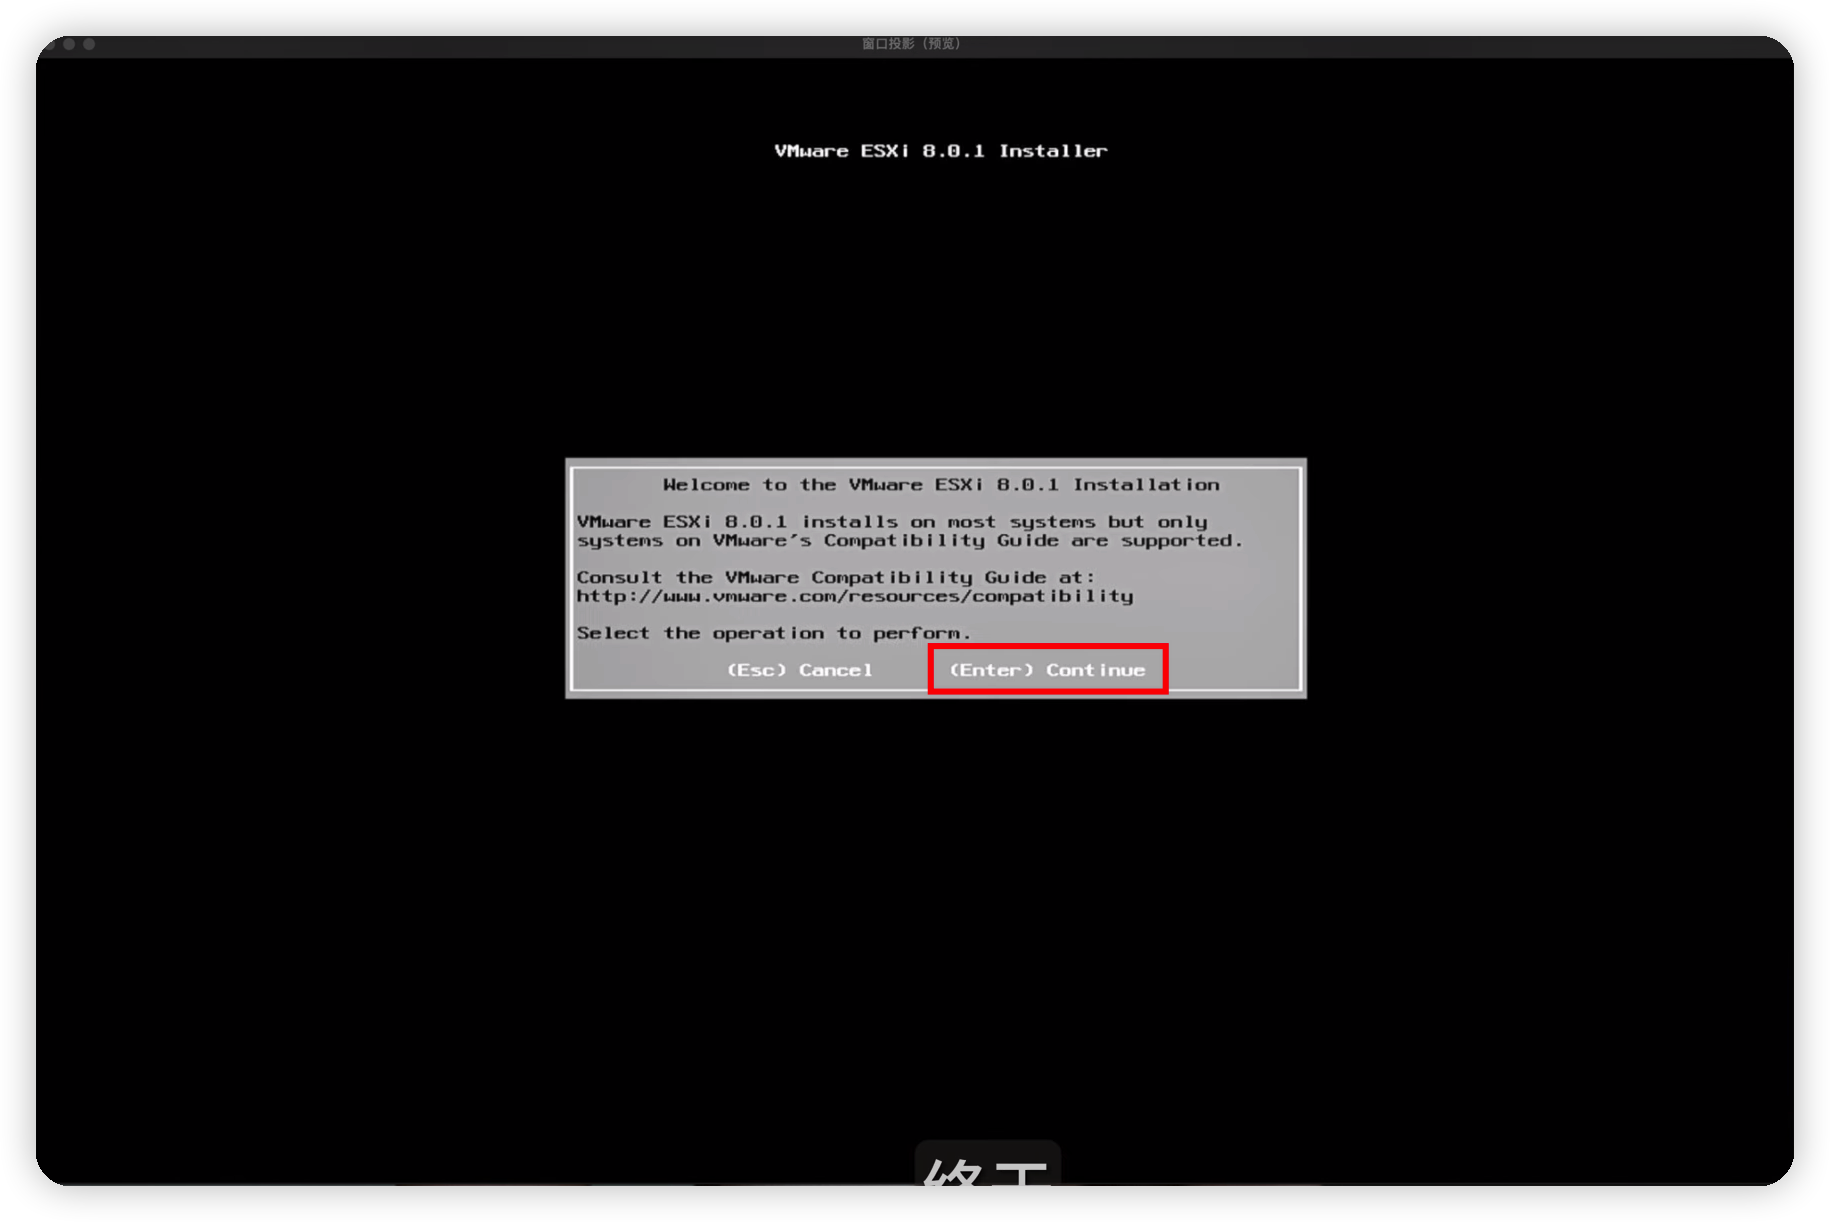 窗口投影（预览）
VMware ESXi 8.0.1 Installer
Welcome to the VMware ESXi 8.0.1 Installation
VMware ESXi 8.0.1 installs on most systems but only
systems on VMware's Compatibility Guide are supported.
Consult the VMware Compatibility Guide at:
http://www.vmware.com/resources/compatibility
Select the operation to perform.
(Esc) Cancel (Enter) Continue